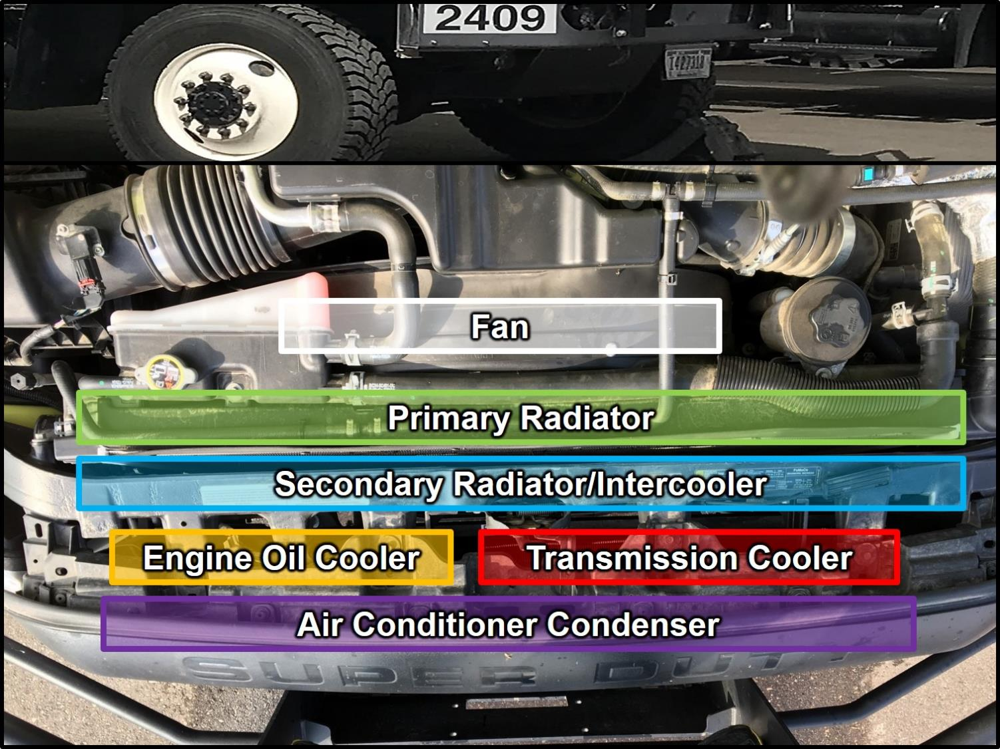 2409
Fan
Primary Radiator
Secondary Radiator/Intercooler
Engine Oil Cooler
Transmission Cooler
Air Conditioner Condenser
SUPER DUTY